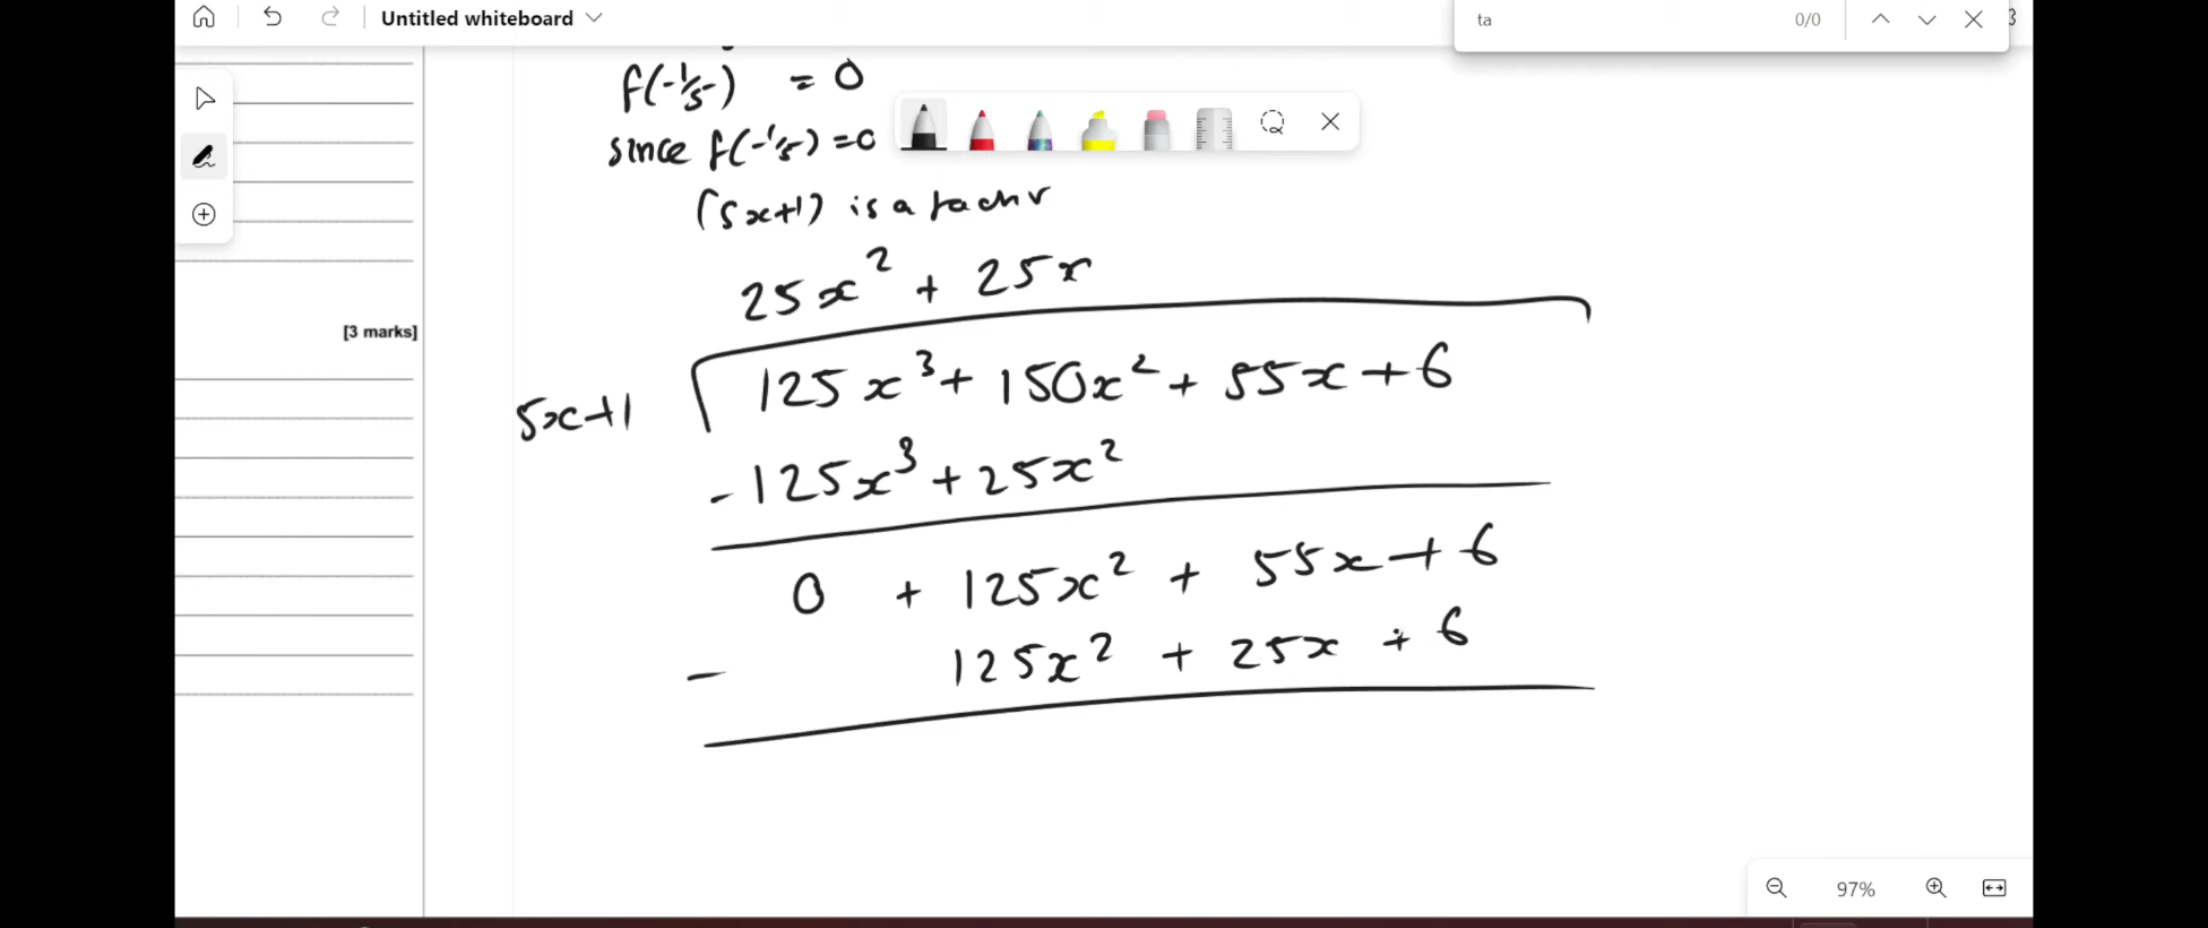 Untitled whiteboard
ta
0/0
f(-1/5) = 0
since f(-1/5) = 0
(5x+1) is a factor
25x² + 25x
[3 marks]
5x+1
125x³ + 150x² + 55x + 6
- 125x³ + 25x²
0 + 125x² + 55x + 6
- 125x² + 25x + 6
97%